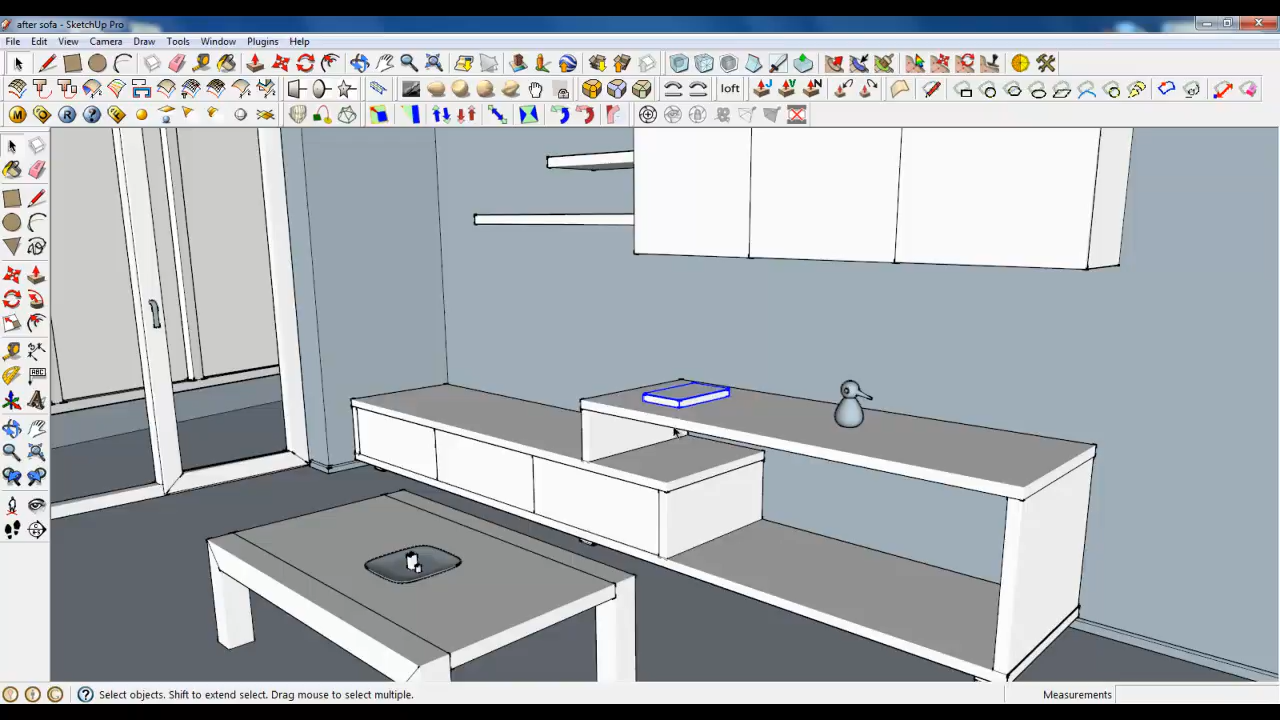 after sofa - SketchUp Pro
File Edit View Camera Draw Tools Window Plugins Help
loft
Select objects. Shift to extend select. Drag mouse to select multiple.
Measurements